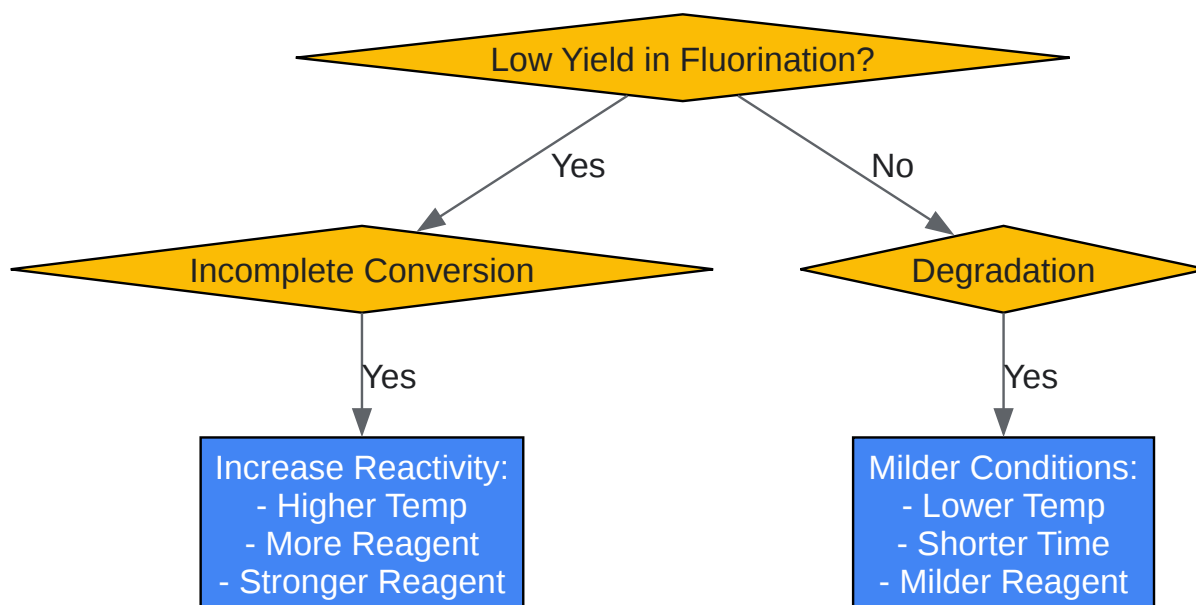 Low Yield in Fluorination?
Yes
No
Incomplete Conversion
Degradation
Yes
Yes
Increase Reactivity:
- Higher Temp
- More Reagent
- Stronger Reagent
Milder Conditions:
- Lower Temp
- Shorter Time
- Milder Reagent